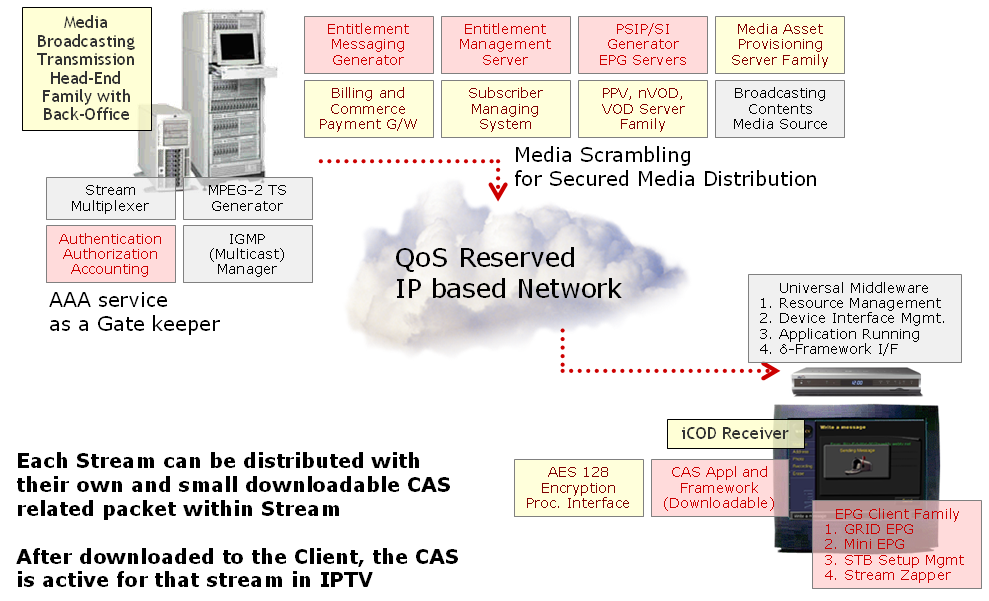 Media
Broadcasting
Transmission
Head-End
Family with
Back-Office
Entitlement
Messaging
Generator
Entitlement
Management
Server
PSIP/SI
Generator
EPG Servers
Media Asset
Provisioning
Server Family
Billing and
Commerce
Payment G/W
Subscriber
Managing
System
PPV, nVOD,
VOD Server
Family
Broadcasting
Contents
Media Source
Media Scrambling
for Secured Media Distribution
Stream
Multiplexer
MPEG-2 TS
Generator
Authentication
Authorization
Accounting
IGMP
(Multicast)
Manager
AAA service
as a Gate keeper
QoS Reserved
IP based Network
Universal Middleware
1. Resource Management
2. Device Interface Mgmt.
3. Application Running
4. δ-Framework I/F
12:00
iCOD Receiver
Write a message
Sending Message
AES 128
Encryption
Proc. Interface
CAS Appl and
Framework
(Downloadable)
EPG Client Family
1. GRID EPG
2. Mini EPG
3. STB Setup Mgmt
4. Stream Zapper
Each Stream can be distributed with
their own and small downloadable CAS
related packet within Stream
After downloaded to the Client, the CAS
is active for that stream in IPTV